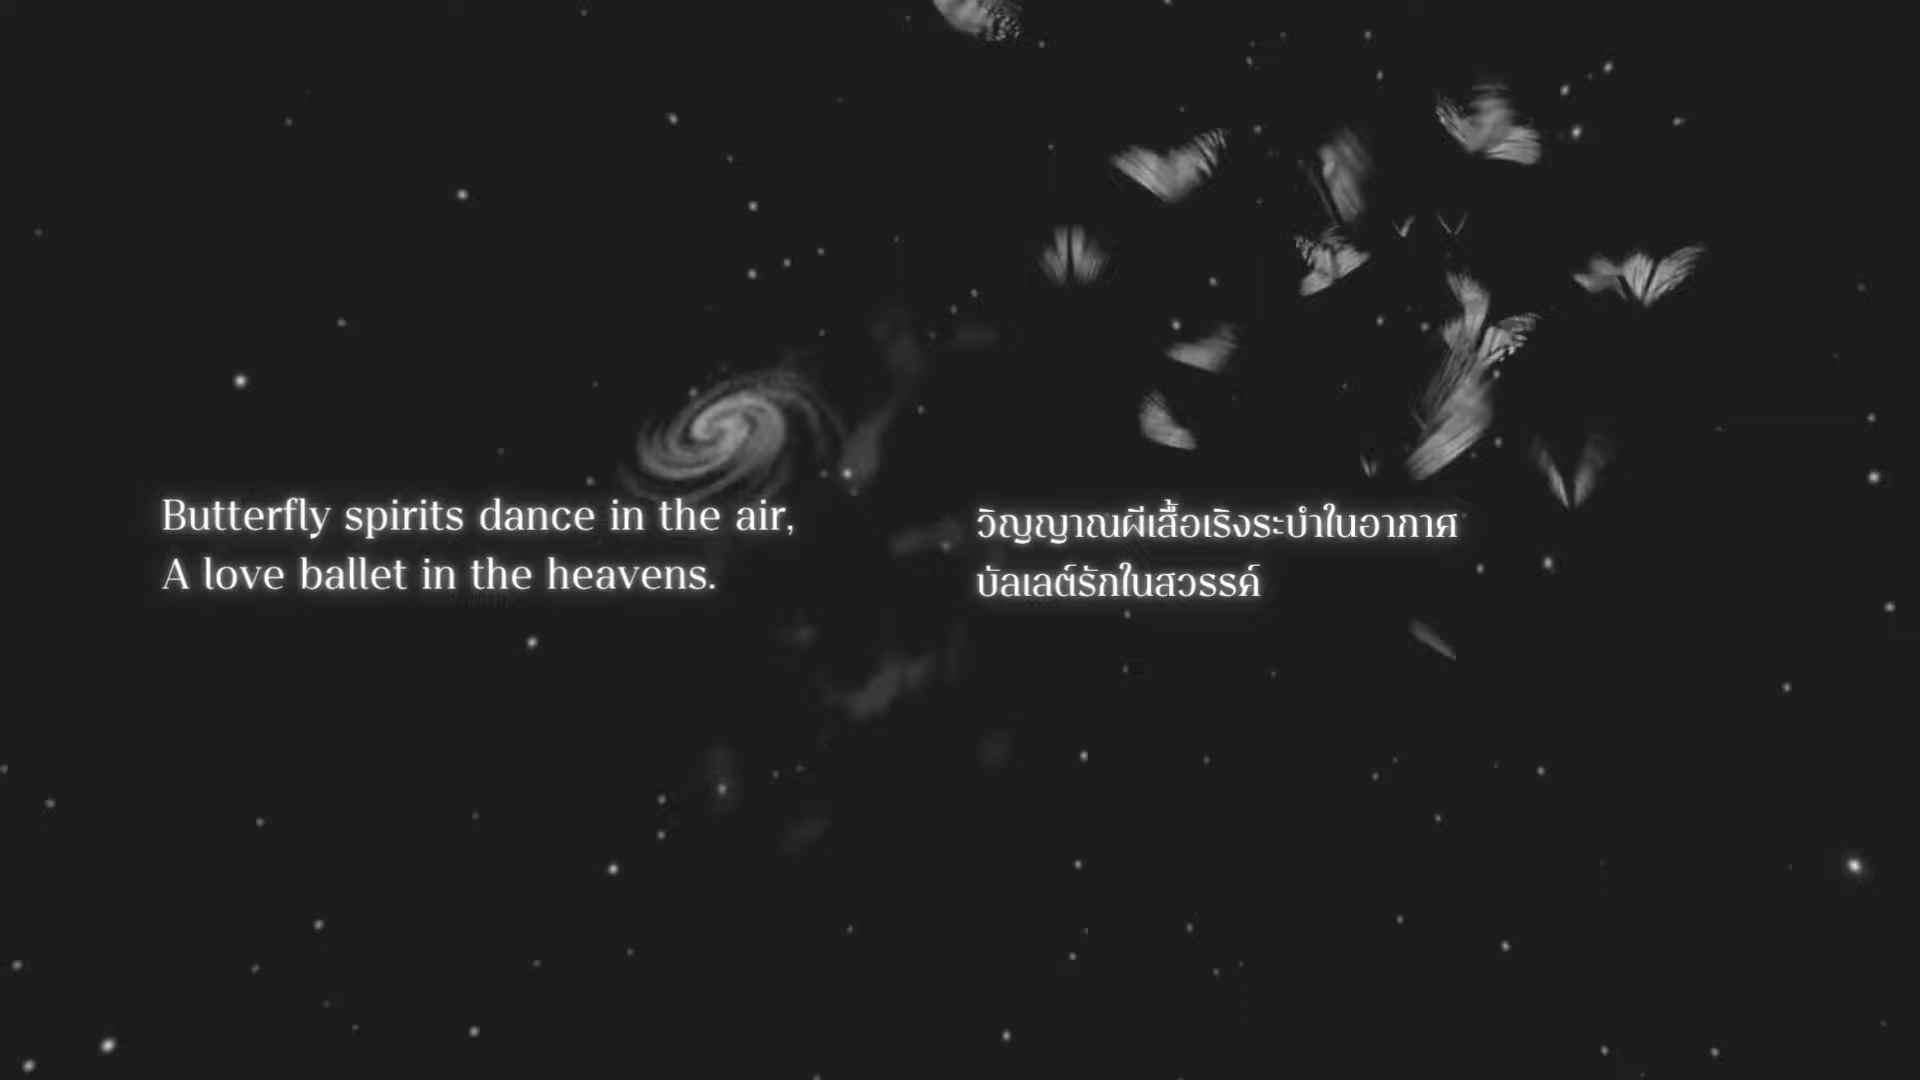 Butterfly spirits dance in the air,
A love ballet in the heavens.
วิญญาณผีเสื้อเริงระบำในอากาศ
บัลเลต์รักในสวรรค์